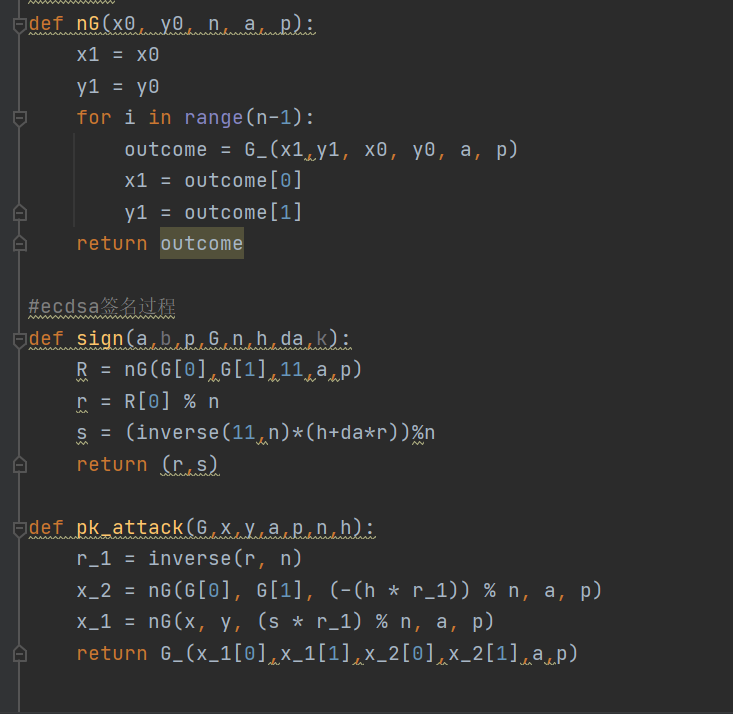 def nG(x0, y0, n, a, p):
    x1 = x0
    y1 = y0
    for i in range(n-1):
        outcome = G_(x1,y1, x0, y0, a, p)
        x1 = outcome[0]
        y1 = outcome[1]
    return outcome
#ecdsa签名过程
def sign(a,b,p,G,n,h,da,k):
    R = nG(G[0],G[1],11,a,p)
    r = R[0] % n
    s = (inverse(11,n)*(h+da*r))%n
    return (r,s)
def pk_attack(G,x,y,a,p,n,h):
    r_1 = inverse(r, n)
    x_2 = nG(G[0], G[1], (-(h * r_1)) % n, a, p)
    x_1 = nG(x, y, (s * r_1) % n, a, p)
    return G_(x_1[0],x_1[1],x_2[0],x_2[1],a,p)